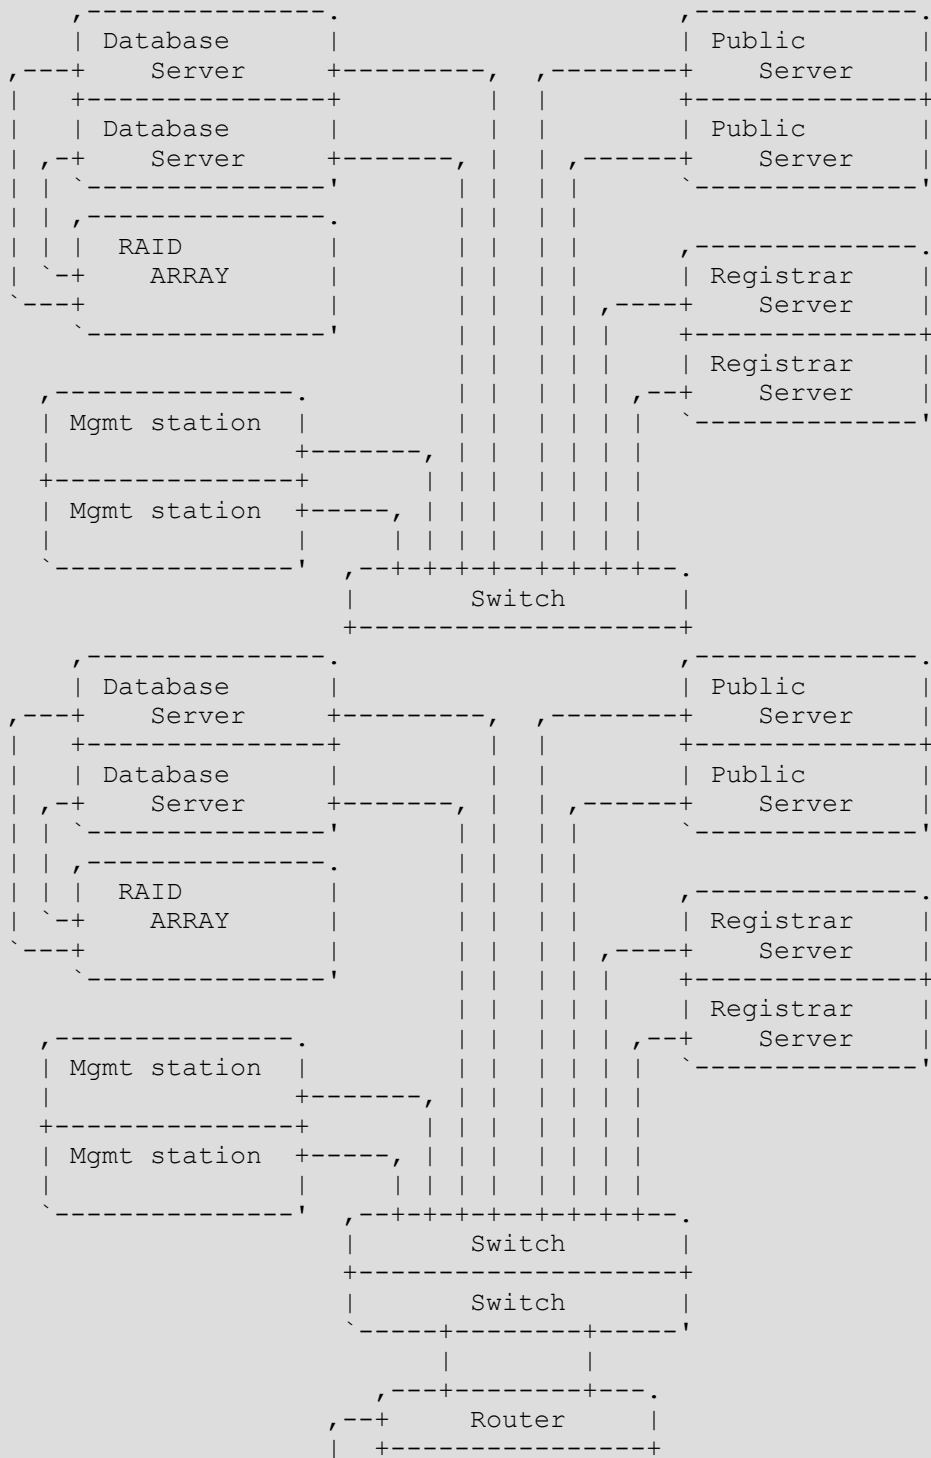 Database Public
Server Server
Database Public
Server Server
RAID Registrar
ARRAY Server
Registrar
Server
Mgmt station
Mgmt station
Switch
Database Public
Server Server
Database Public
Server Server
RAID Registrar
ARRAY Server
Registrar
Server
Mgmt station
Mgmt station
Switch
Switch
Router